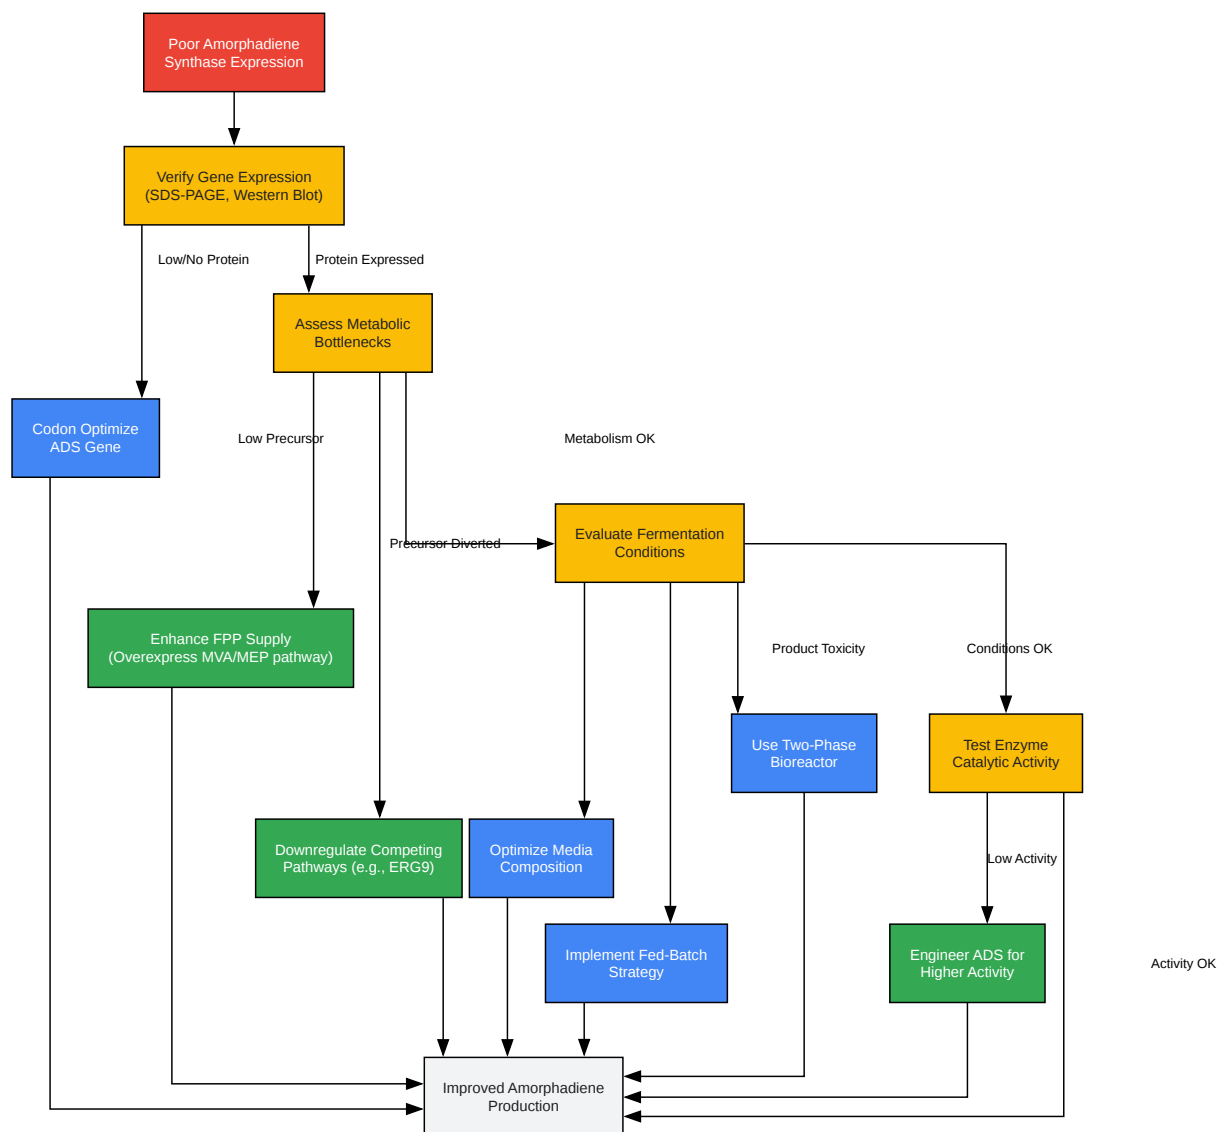 Poor Amorphadiene
Synthase Expression
Verify Gene Expression
(SDS-PAGE, Western Blot)
Low/No Protein
Protein Expressed
Assess Metabolic
Bottlenecks
Codon Optimize
ADS Gene
Low Precursor
Metabolism OK
Evaluate Fermentation
Conditions
Precursor Diverted
Enhance FPP Supply
(Overexpress MVA/MEP pathway)
Product Toxicity
Conditions OK
Use Two-Phase
Bioreactor
Test Enzyme
Catalytic Activity
Downregulate Competing
Pathways (e.g., ERG9)
Optimize Media
Composition
Low Activity
Implement Fed-Batch
Strategy
Engineer ADS for
Higher Activity
Activity OK
Improved Amorphadiene
Production